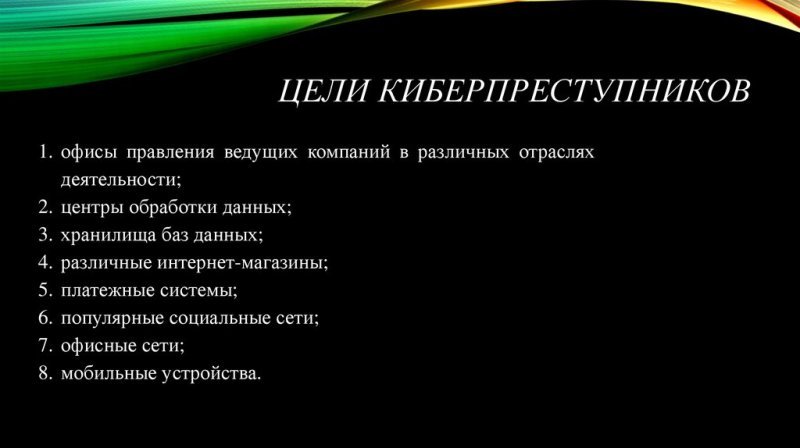 ЦЕЛИ КИБЕРПРЕСТУПНИКОВ
1. офисы правления ведущих компаний в различных отраслях
деятельности;
2. центры обработки данных;
3. хранилища баз данных;
4. различные интернет-магазины;
5. платежные системы;
6. популярные социальные сети;
7. офисные сети;
8. мобильные устройства.